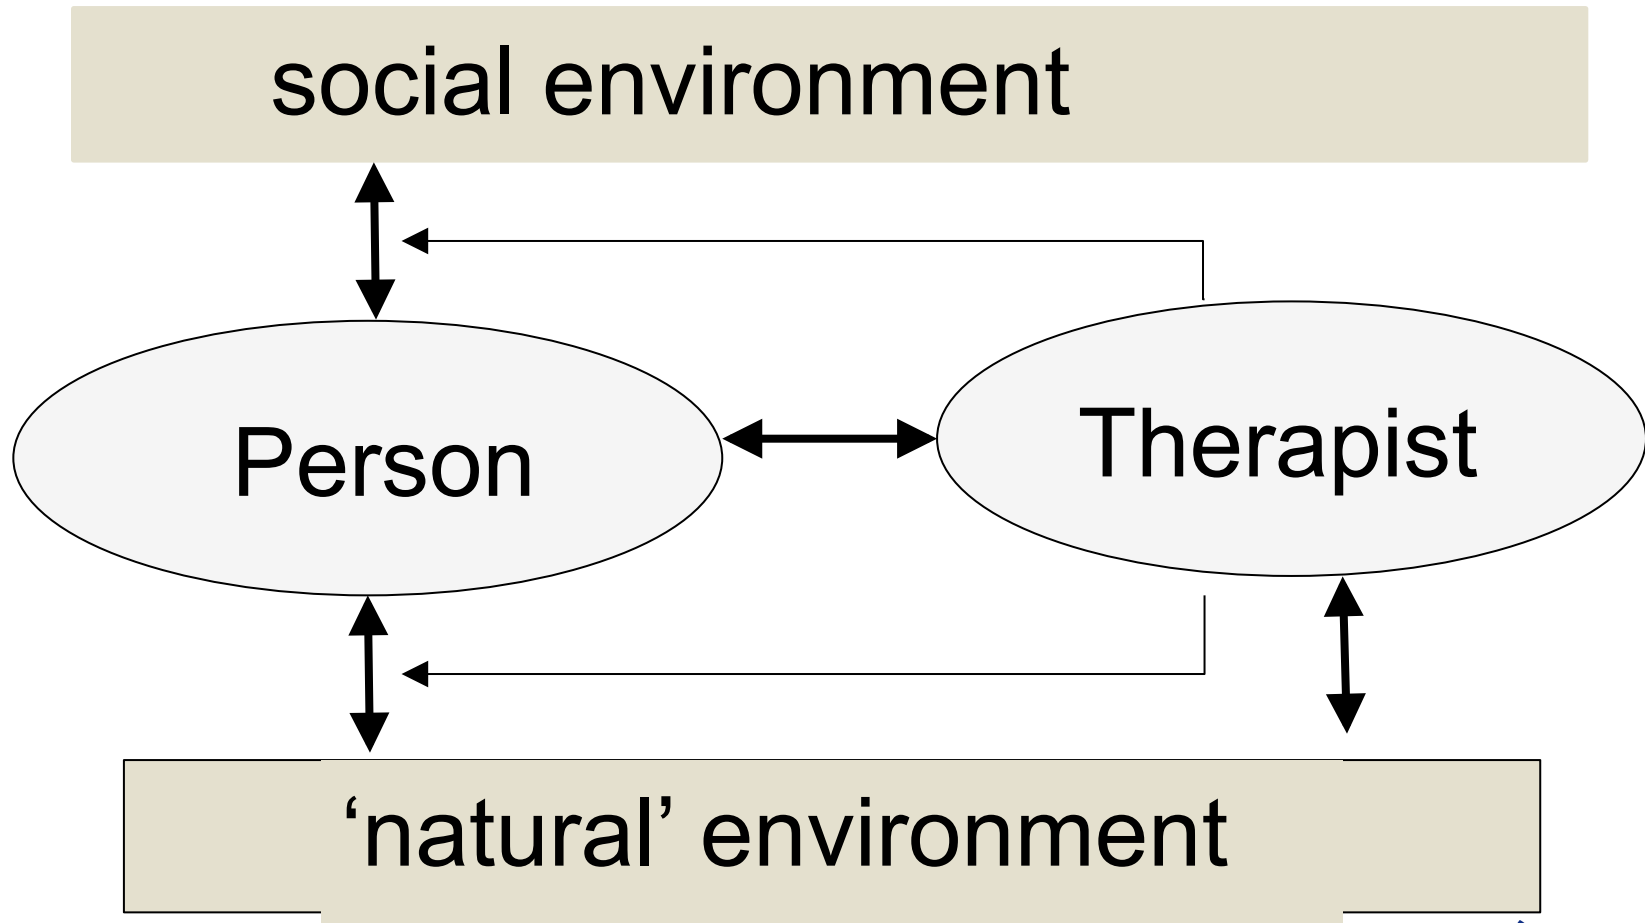 social environment
Person
Therapist
‘natural’ environment